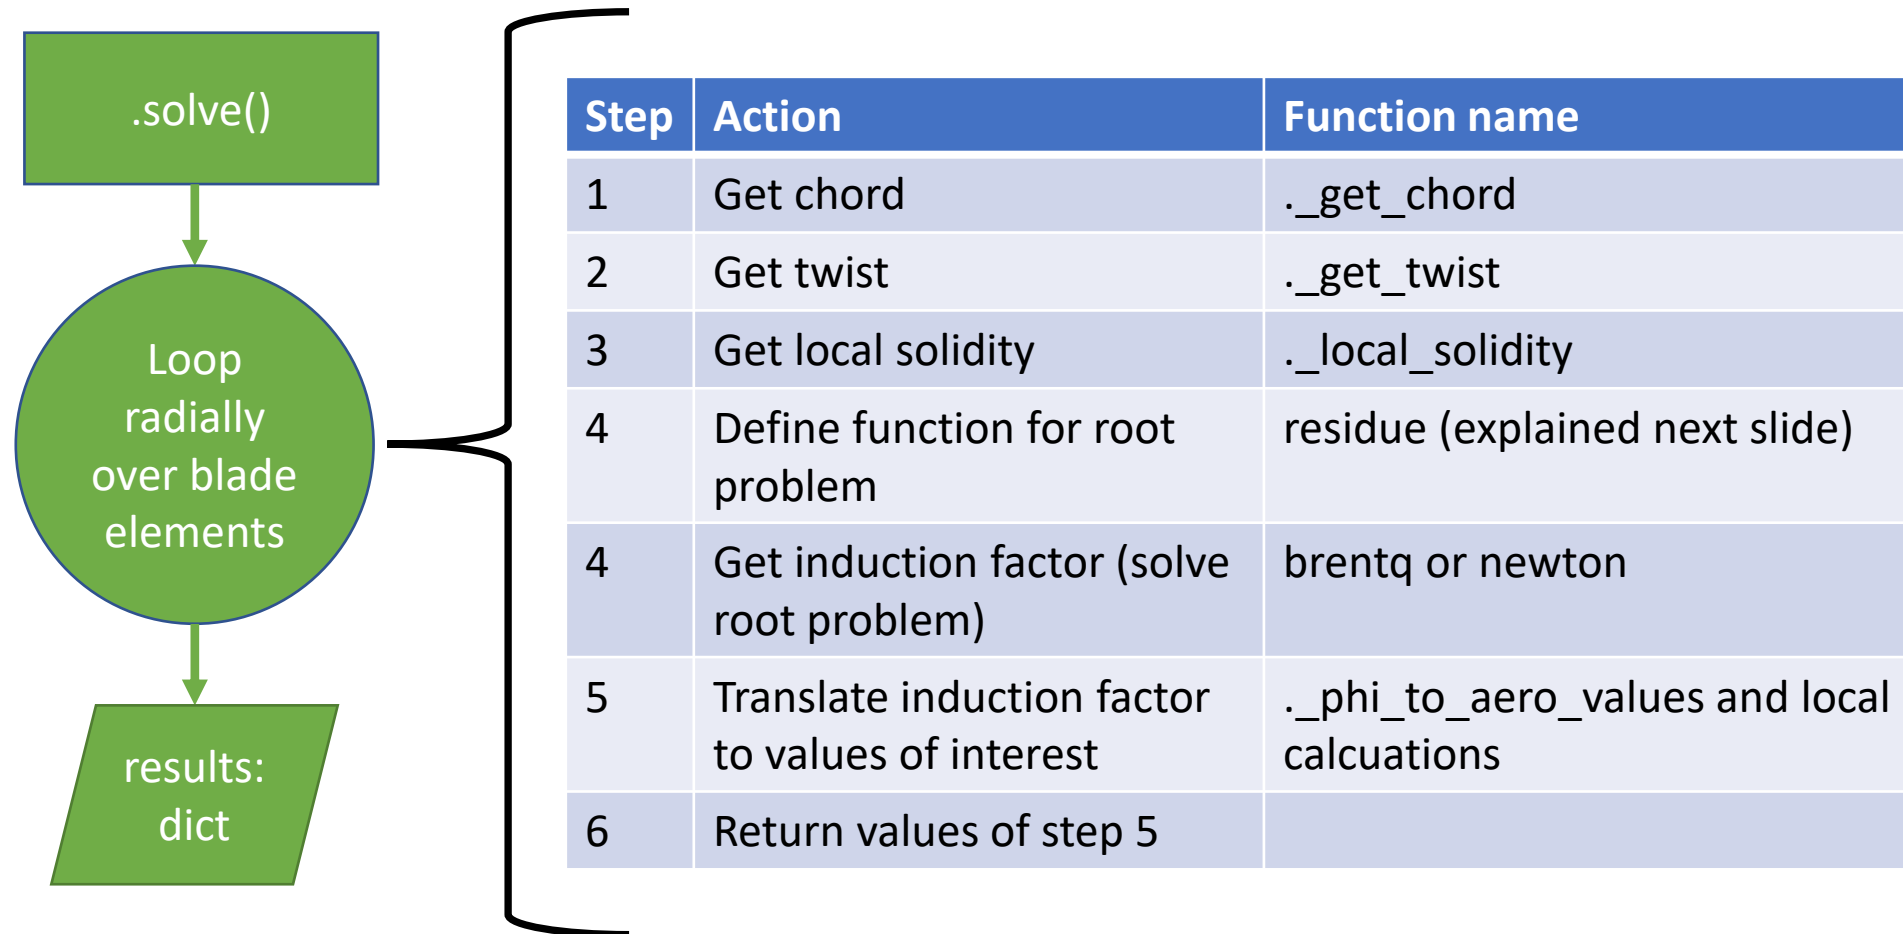 .solve()
Loop
radially
over blade
elements
results:
dict
Step Action Function name
1 Get chord ._get_chord
2 Get twist ._get_twist
3 Get local solidity ._local_solidity
4 Define function for root residue (explained next slide)
problem
4 Get induction factor (solve brentq or newton
root problem)
5 Translate induction factor ._phi_to_aero_values and local
to values of interest calcuations
6 Return values of step 5